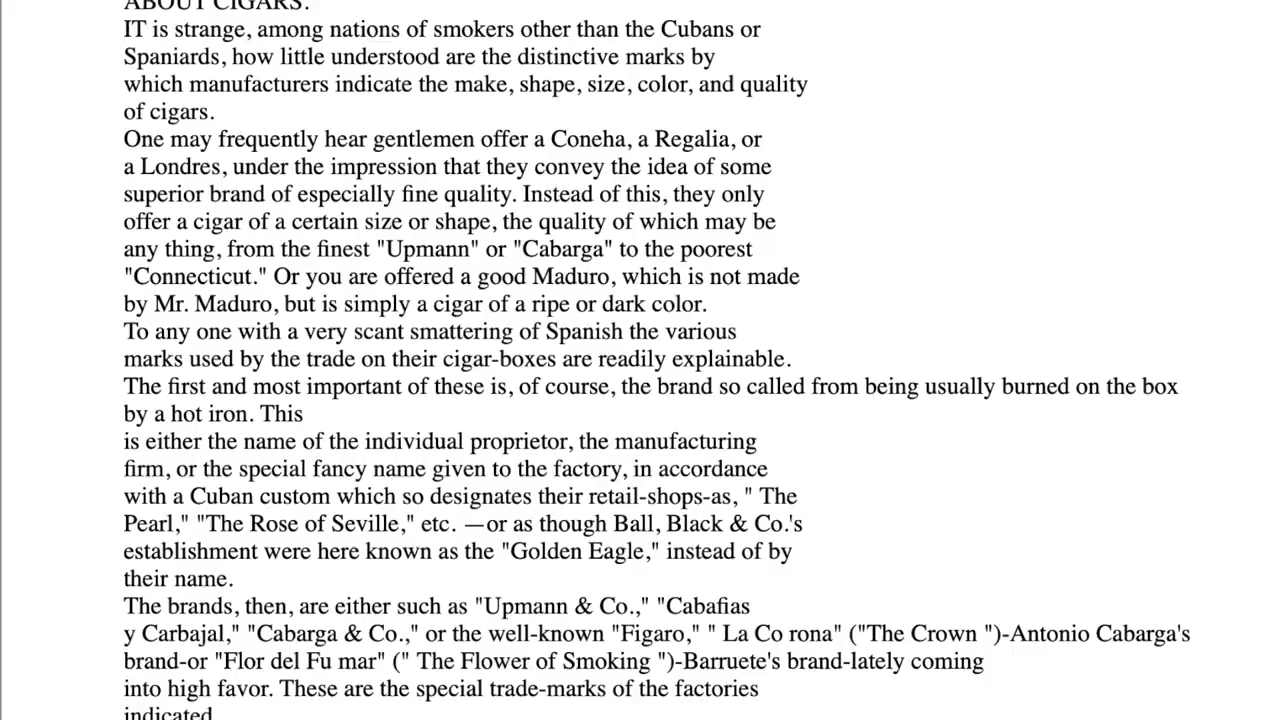 ABOUT CIGARS.
IT is strange, among nations of smokers other than the Cubans or
Spaniards, how little understood are the distinctive marks by
which manufacturers indicate the make, shape, size, color, and quality
of cigars.
One may frequently hear gentlemen offer a Coneha, a Regalia, or
a Londres, under the impression that they convey the idea of some
superior brand of especially fine quality. Instead of this, they only
offer a cigar of a certain size or shape, the quality of which may be
any thing, from the finest "Upmann" or "Cabarga" to the poorest
"Connecticut." Or you are offered a good Maduro, which is not made
by Mr. Maduro, but is simply a cigar of a ripe or dark color.
To any one with a very scant smattering of Spanish the various
marks used by the trade on their cigar-boxes are readily explainable.
The first and most important of these is, of course, the brand so called from being usually burned on the box
by a hot iron. This
is either the name of the individual proprietor, the manufacturing
firm, or the special fancy name given to the factory, in accordance
with a Cuban custom which so designates their retail-shops-as, " The
Pearl," "The Rose of Seville," etc. —or as though Ball, Black & Co.'s
establishment were here known as the "Golden Eagle," instead of by
their name.
The brands, then, are either such as "Upmann & Co.," "Cabafias
y Carbajal," "Cabarga & Co.," or the well-known "Figaro," " La Co rona" ("The Crown ")-Antonio Cabarga's
brand-or "Flor del Fu mar" (" The Flower of Smoking ")-Barruete's brand-lately coming
into high favor. These are the special trade-marks of the factories
indicated